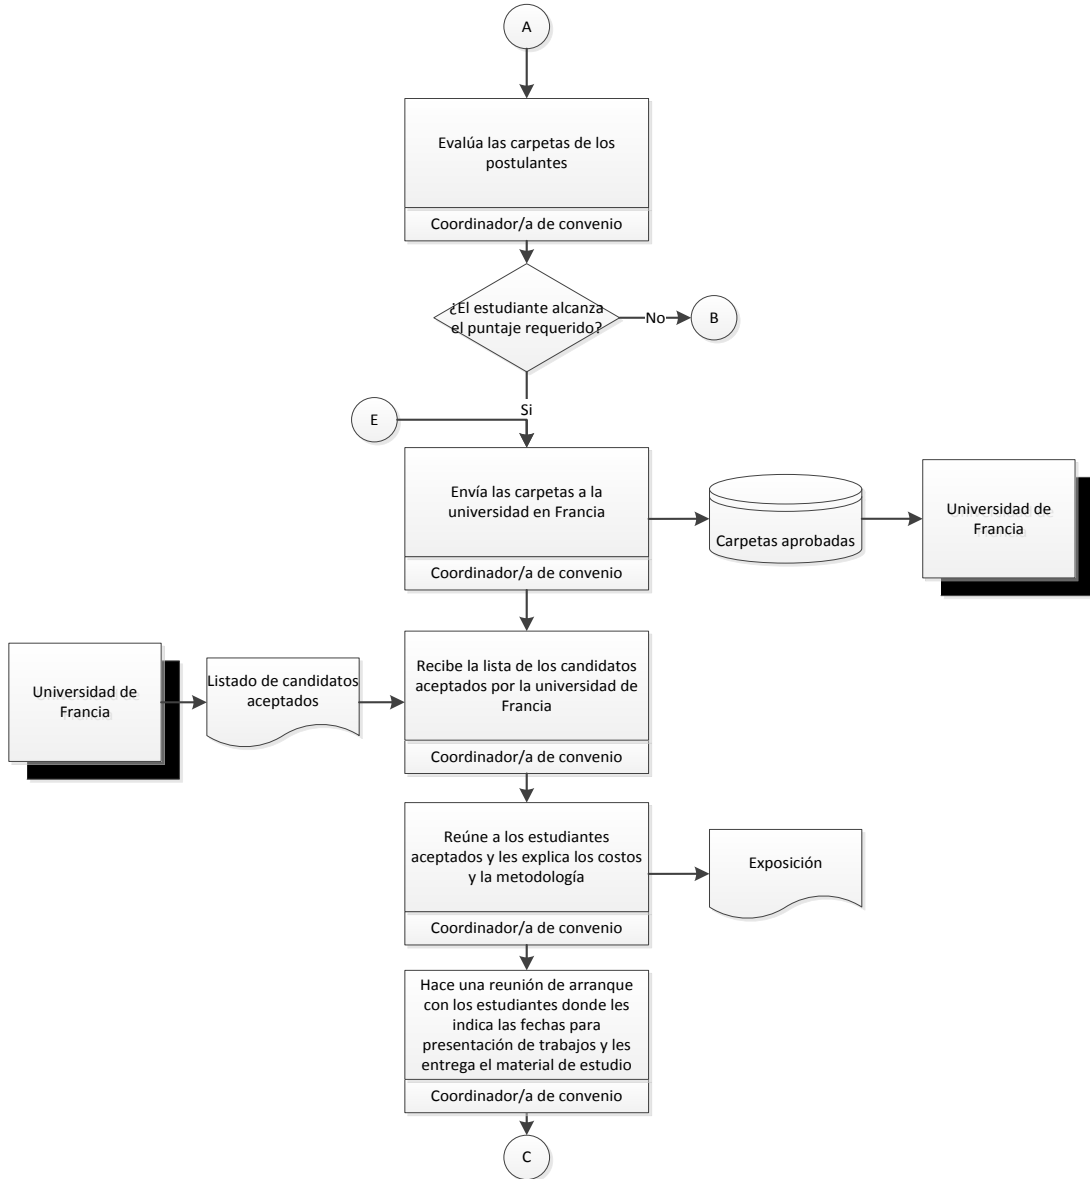 A
Evalúa las carpetas de los
postulantes
Coordinador/a de convenio
¿El estudiante alcanza
el puntaje requerido?
No
B
Si
E
Envía las carpetas a la
universidad en Francia
Coordinador/a de convenio
Carpetas aprobadas
Universidad de
Francia
Universidad de
Francia
Listado de candidatos
aceptados
Recibe la lista de los candidatos
aceptados por la universidad de
Francia
Coordinador/a de convenio
Reúne a los estudiantes
aceptados y les explica los costos
y la metodología
Coordinador/a de convenio
Exposición
Hace una reunión de arranque
con los estudiantes donde les
indica las fechas para
presentación de trabajos y les
entrega el material de estudio
Coordinador/a de convenio
C